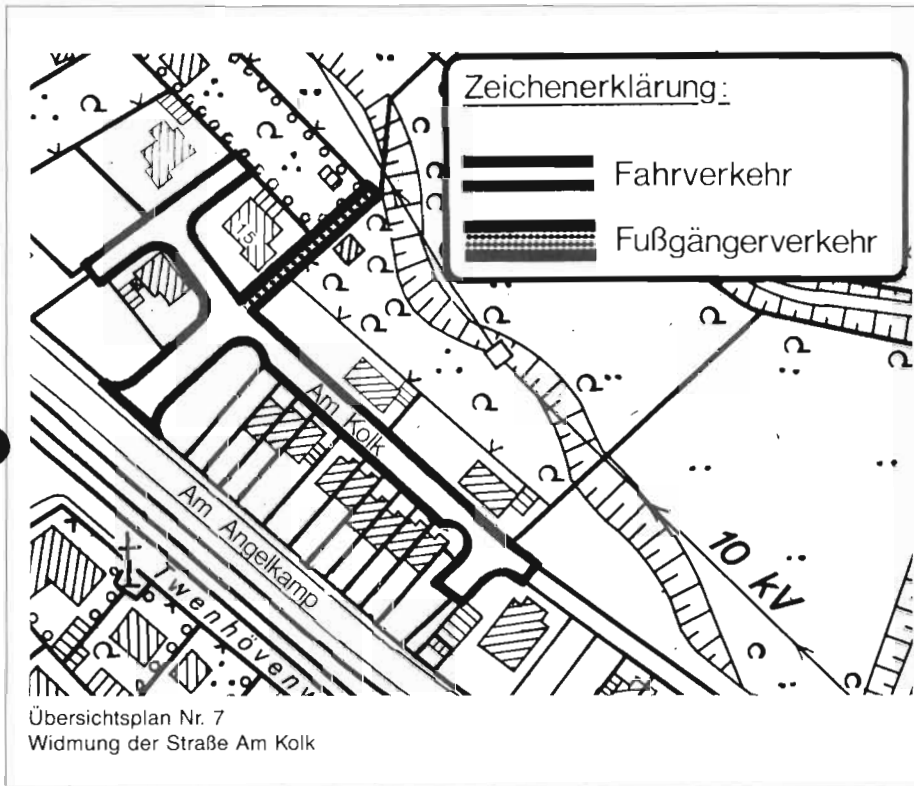 Zeichenerklärung:
Fahrverkehr
Fußgängerverkehr
15
Am Kolk
Am Angelkamp
10 kV
Übersichtsplan Nr. 7
Widmung der Straße Am Kolk